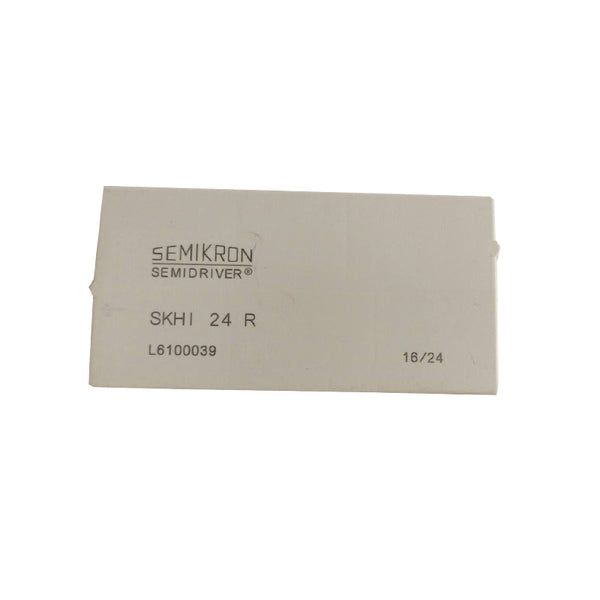 SEMIKRON
SEMIDRIVER®
SKHI 24 R
L6100039 16/24